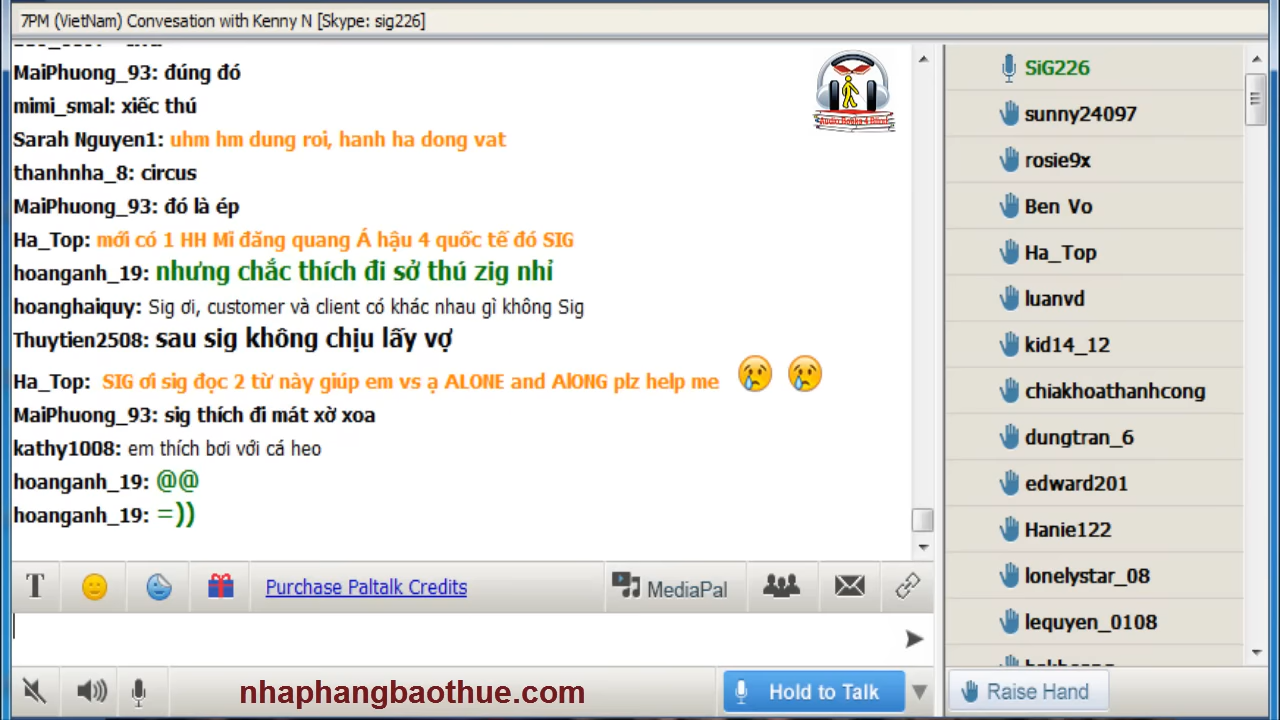 7PM (VietNam) Convesation with Kenny N [Skype: sig226]
MaiPhuong_93: đúng đó
mimi_smal: xiếc thú
Sarah Nguyen1: uhm hm dung roi, hanh ha dong vat
thanhnha_8: circus
MaiPhuong_93: đó là ép
Ha_Top: mới có 1 HH Mĩ đăng quang Á hậu 4 quốc tế đó SIG
hoanganh_19: nhưng chắc thích đi sở thú zig nhỉ
hoanghaiquy: Sig ơi, customer và client có khác nhau gì không Sig
Thuytien2508: sau sig không chịu lấy vợ
Ha_Top: SIG ơi sig đọc 2 từ này giúp em vs ạ ALONE and AlONG plz help me
MaiPhuong_93: sig thích đi mát xờ xoa
kathy1008: em thích bơi với cá heo
hoanganh_19: @@
hoanganh_19: =))
T
Purchase Paltalk Credits
MediaPal
nhaphangbaothue.com
Hold to Talk
SiG226
sunny24097
rosie9x
Ben Vo
Ha_Top
luanvd
kid14_12
chiakhoathanhcong
dungtran_6
edward201
Hanie122
lonelystar_08
lequyen_0108
Raise Hand